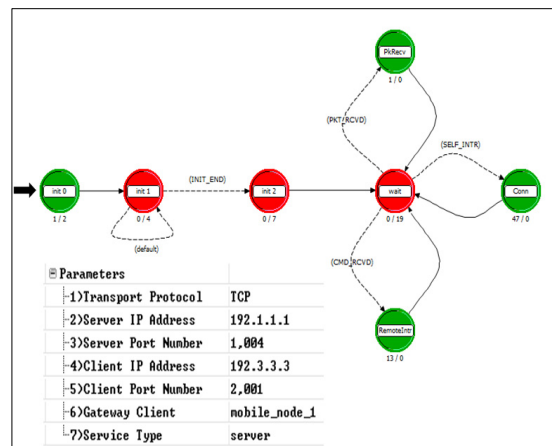 PkRecv
1 / 0
(PKT_RCVD)
(SELF_INTR)
(INIT_END)
init 0
init 1
init 2
wait
Conn
1 / 2
0 / 4
0 / 7
0 / 19
47 / 0
(default)
(CMD_RCVD)
RemoteIntr
13 / 0
Parameters
1)Transport Protocol TCP
2)Server IP Address 192.1.1.1
3)Server Port Number 1,004
4)Client IP Address 192.3.3.3
5)Client Port Number 2,001
6)Gateway Client mobile_node_1
7)Service Type server